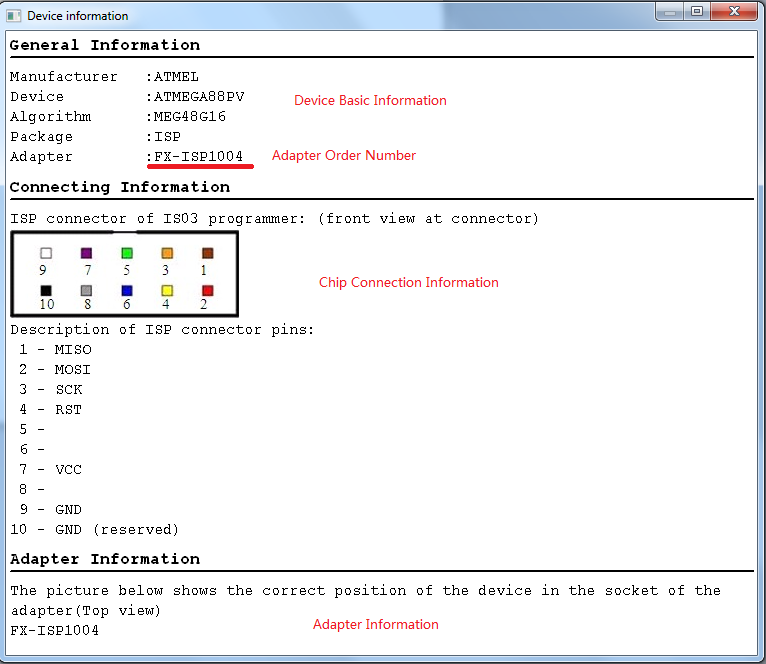 Device information
General Information
Manufacturer :ATMEL
Device :ATMEGA88PV
Device Basic Information
Algorithm :MEG48G16
Package :ISP
Adapter :FX-ISP1004
Adapter Order Number
Connecting Information
ISP connector of IS03 programmer: (front view at connector)
9 7 5 3 1
Chip Connection Information
10 8 6 4 2
Description of ISP connector pins:
1 - MISO
2 - MOSI
3 - SCK
4 - RST
5 -
6 -
7 - VCC
8 -
9 - GND
10 - GND (reserved)
Adapter Information
The picture below shows the correct position of the device in the socket of the
adapter(Top view)
Adapter Information
FX-ISP1004